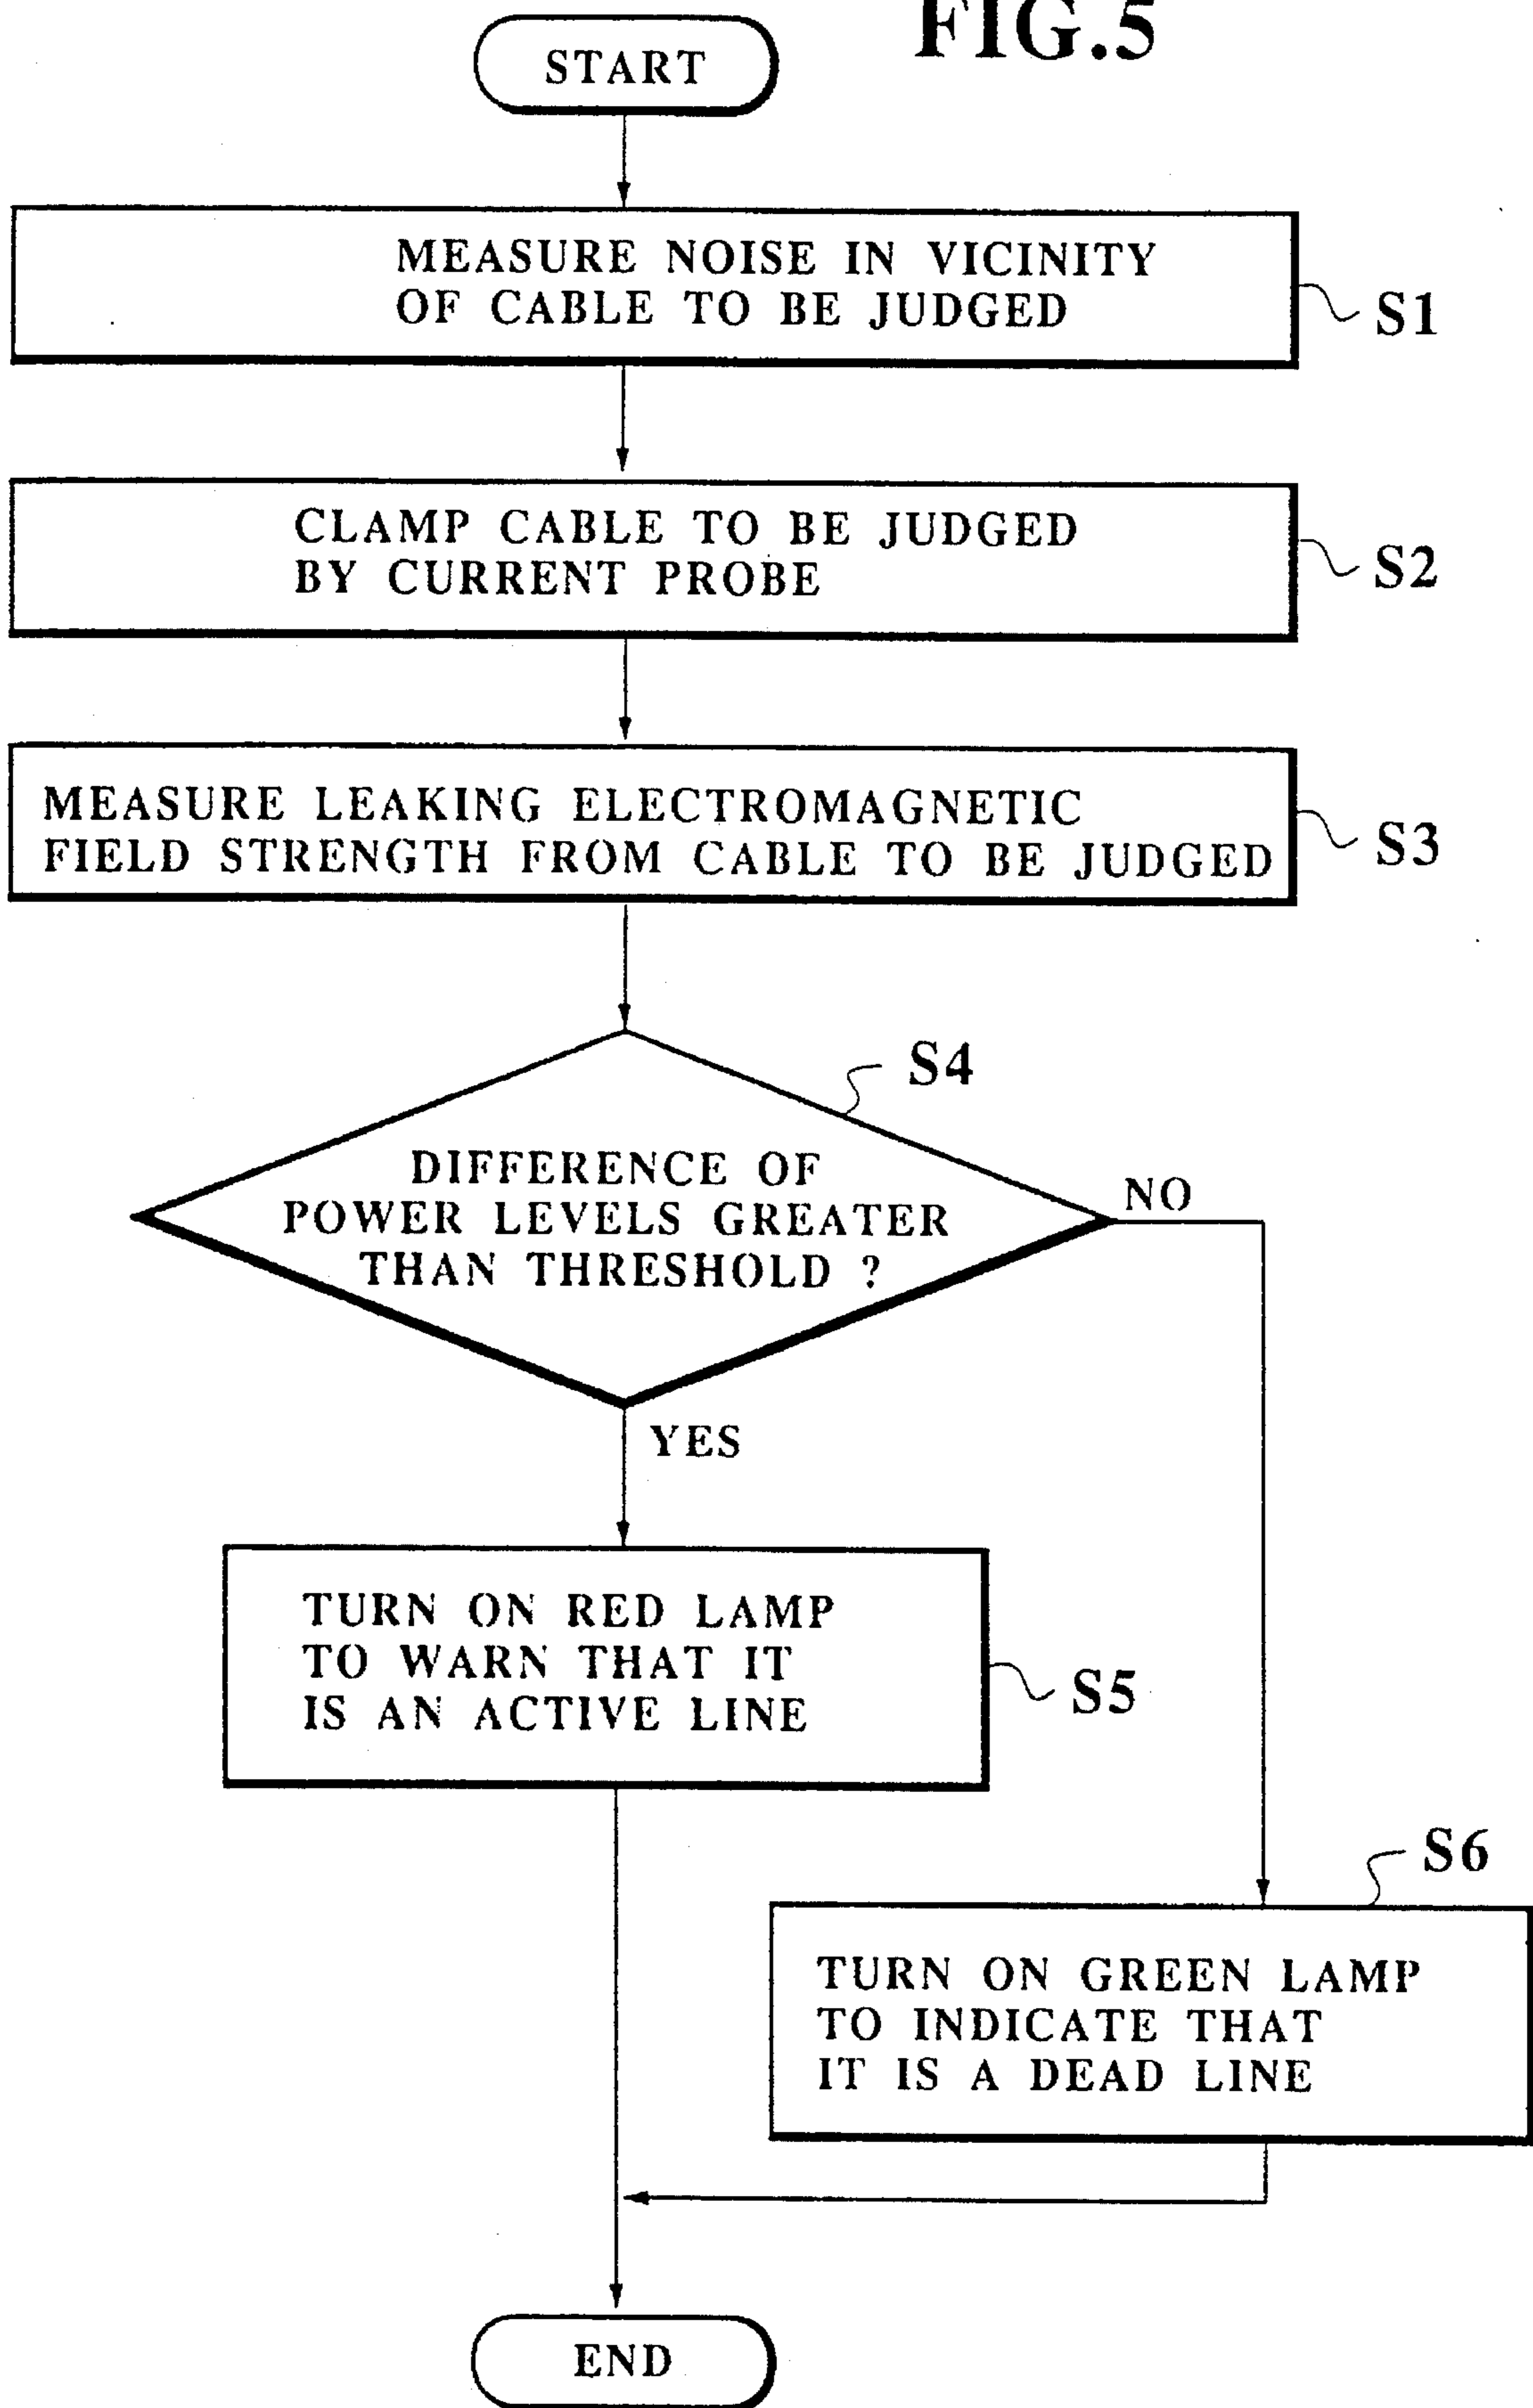 FIG.5
START
MEASURE NOISE IN VICINITY
OF CABLE TO BE JUDGED
S1
CLAMP CABLE TO BE JUDGED
BY CURRENT PROBE
S2
MEASURE LEAKING ELECTROMAGNETIC
FIELD STRENGTH FROM CABLE TO BE JUDGED
S3
S4
DIFFERENCE OF
POWER LEVELS GREATER
THAN THRESHOLD ?
NO
YES
TURN ON RED LAMP
TO WARN THAT IT
IS AN ACTIVE LINE
S5
S6
TURN ON GREEN LAMP
TO INDICATE THAT
IT IS A DEAD LINE
END